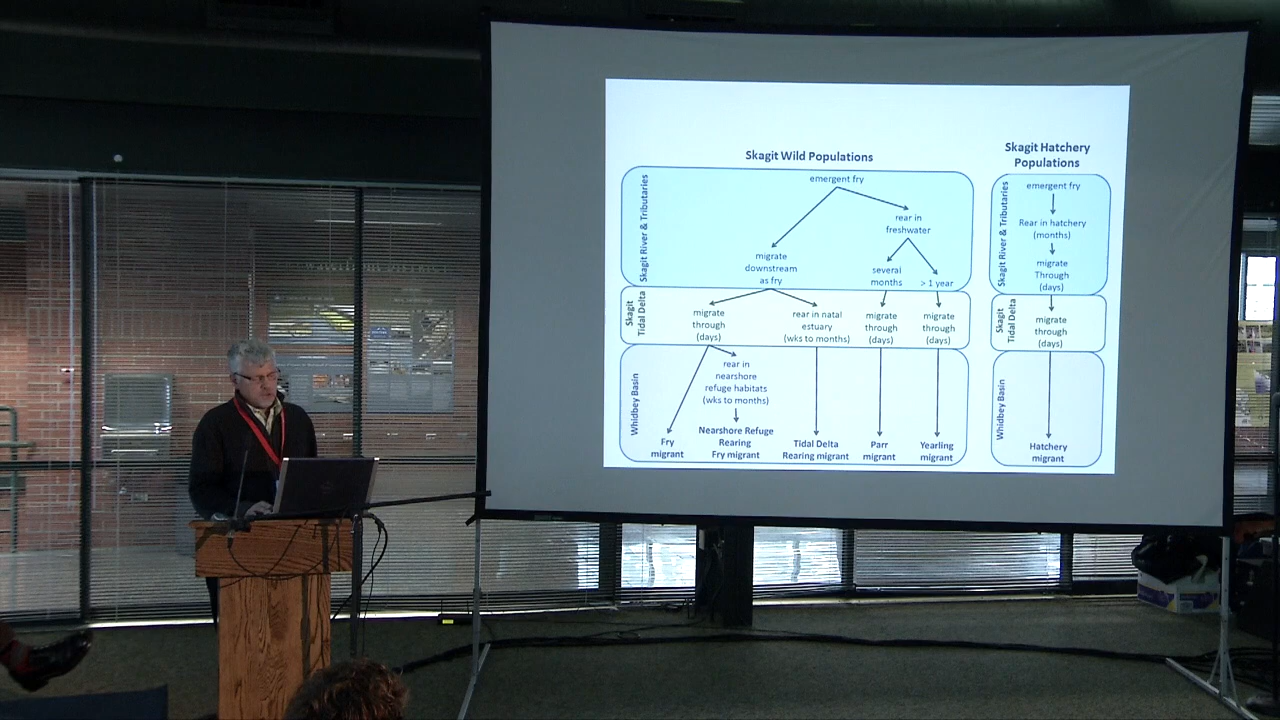 Skagit Wild Populations
Skagit River & Tributaries
emergent fry
rear in
freshwater
migrate
downstream
as fry
several
months
> 1 year
Skagit
Tidal Delta
migrate
through
(days)
rear in natal
estuary
(wks to months)
migrate
through
(days)
migrate
through
(days)
Whidbey Basin
rear in
nearshore
refuge habitats
(wks to months)
Fry
migrant
Nearshore Refuge
Rearing
Fry migrant
Tidal Delta
Rearing migrant
Parr
migrant
Yearling
migrant
Skagit Hatchery
Populations
Skagit River & Tributaries
emergent fry
Rear in hatchery
(months)
migrate
Through
(days)
Skagit
Tidal Delta
migrate
through
(days)
Whidbey Basin
Hatchery
migrant